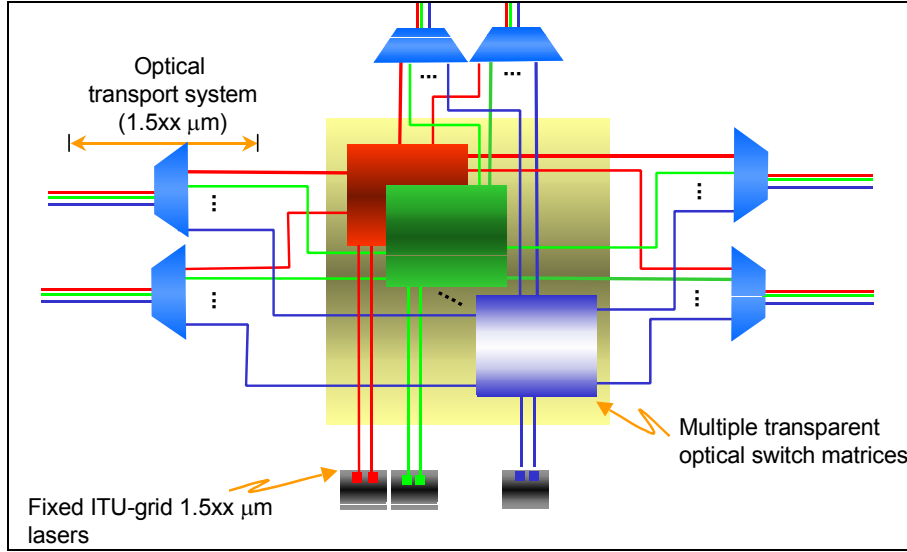 Optical
transport system
(1.5xx μm)
Multiple transparent
optical switch matrices
Fixed ITU-grid 1.5xx μm
lasers